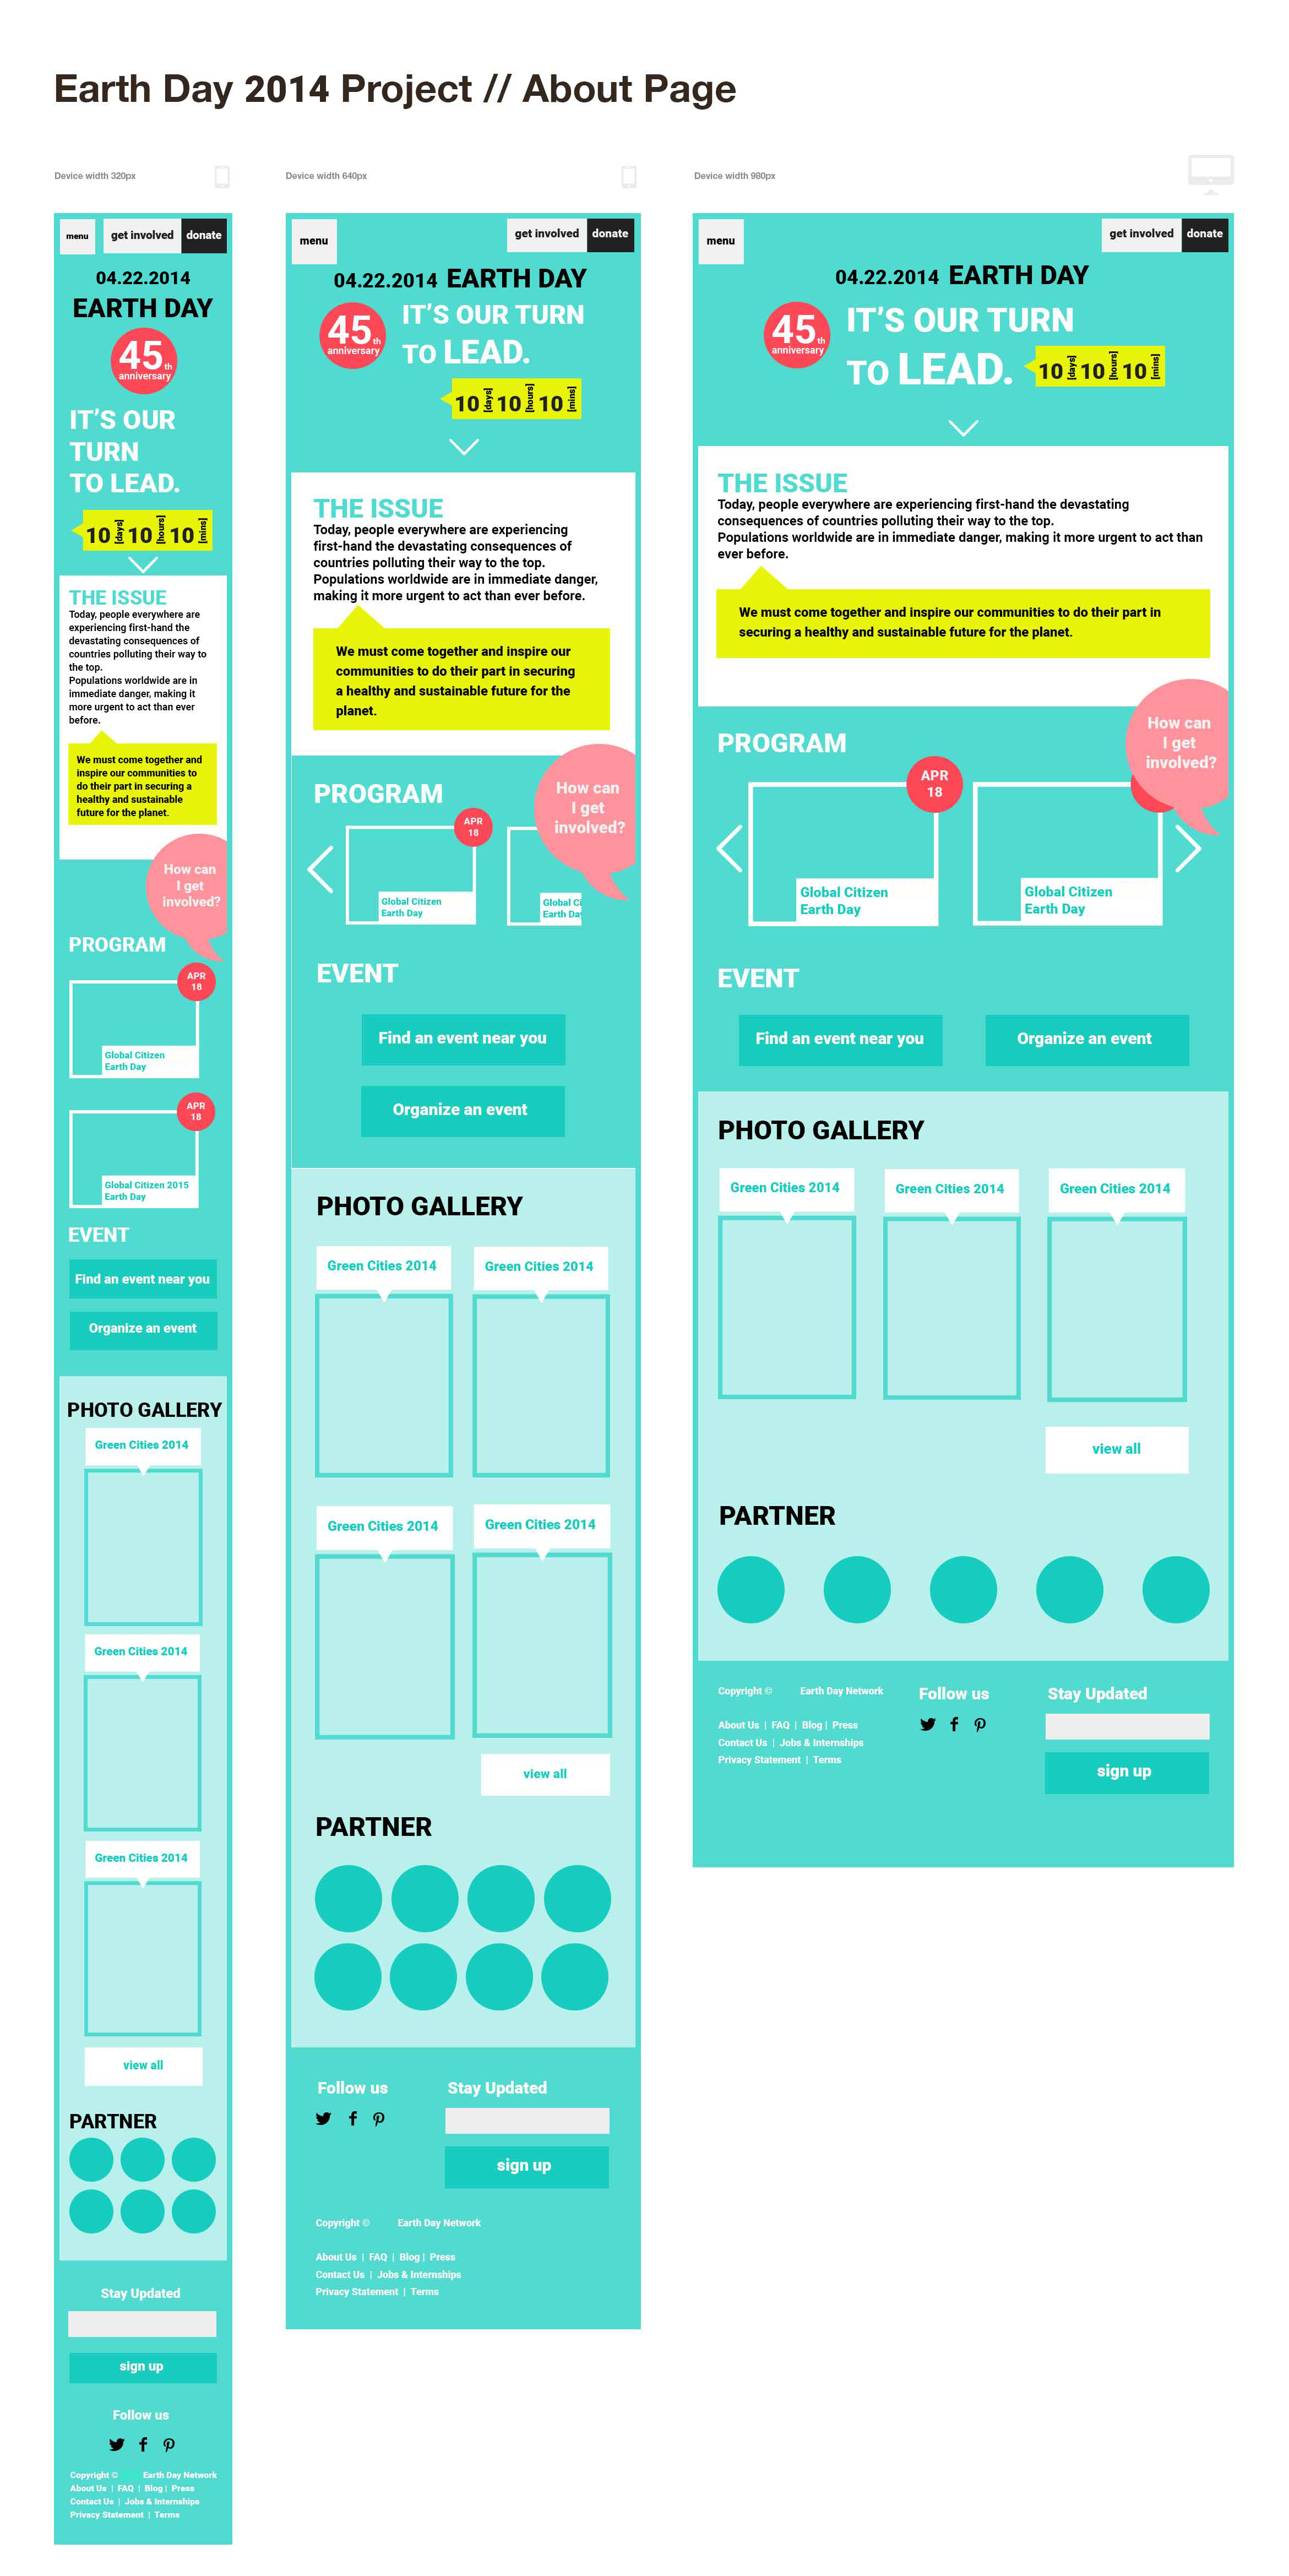 Earth Day 2014 Project // About Page
Device width 320px
menu
get involved
donate
04.22.2014
EARTH DAY
45th
anniversary
IT'S OUR
TURN
TO LEAD.
10 [days] 10 [hours] 10 [mins]
THE ISSUE
Today, people everywhere are
experiencing first-hand the
devastating consequences of
countries polluting their way to
the top.
Populations worldwide are in
immediate danger, making it
more urgent to act than ever
before.
We must come together and
inspire our communities to
do their part in securing a
healthy and sustainable
future for the planet.
How can
I get
involved?
PROGRAM
APR
18
Global Citizen
Earth Day
APR
18
Global Citizen 2015
Earth Day
EVENT
Find an event near you
Organize an event
PHOTO GALLERY
Green Cities 2014
Green Cities 2014
Green Cities 2014
view all
PARTNER
Stay Updated
sign up
Follow us
Copyright © Earth Day Network
About Us | FAQ | Blog | Press
Contact Us | Jobs & Internships
Privacy Statement | Terms
Device width 640px
menu
get involved
donate
04.22.2014 EARTH DAY
45th
anniversary
IT'S OUR TURN
TO LEAD.
10 [days] 10 [hours] 10 [mins]
THE ISSUE
Today, people everywhere are experiencing
first-hand the devastating consequences of
countries polluting their way to the top.
Populations worldwide are in immediate danger,
making it more urgent to act than ever before.
We must come together and inspire our
communities to do their part in securing
a healthy and sustainable future for the
planet.
How can
I get
involved?
PROGRAM
APR
18
Global Citizen
Earth Day
Global Ci
Earth Day
EVENT
Find an event near you
Organize an event
PHOTO GALLERY
Green Cities 2014
Green Cities 2014
Green Cities 2014
Green Cities 2014
view all
PARTNER
Follow us
Stay Updated
sign up
Copyright © Earth Day Network
About Us | FAQ | Blog | Press
Contact Us | Jobs & Internships
Privacy Statement | Terms
Device width 980px
menu
get involved
donate
04.22.2014 EARTH DAY
45th
anniversary
IT'S OUR TURN
TO LEAD.
10 [days] 10 [hours] 10 [mins]
THE ISSUE
Today, people everywhere are experiencing first-hand the devastating
consequences of countries polluting their way to the top.
Populations worldwide are in immediate danger, making it more urgent to act than
ever before.
We must come together and inspire our communities to do their part in
securing a healthy and sustainable future for the planet.
How can
I get
involved?
PROGRAM
APR
18
Global Citizen
Earth Day
Global Citizen
Earth Day
EVENT
Find an event near you
Organize an event
PHOTO GALLERY
Green Cities 2014
Green Cities 2014
Green Cities 2014
view all
PARTNER
Copyright © Earth Day Network
About Us | FAQ | Blog | Press
Contact Us | Jobs & Internships
Privacy Statement | Terms
Follow us
Stay Updated
sign up